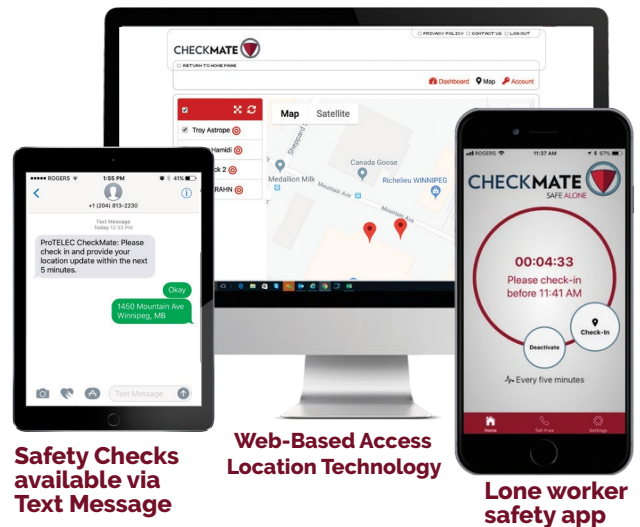 PRIVACY POLICY CONTACT US LOG OUT
CHECKMATE
RETURN TO HOME PAGE
Dashboard Map Account
Troy Astrope
Hamidi
ck 2
RAHN
Map Satellite
Sheppard
Canada Goose
Medallion Milk
Richelieu WINNIPEG
Mountain Ave
Mountain Ave
ROGERS 1:55 PM 41%
+1 (204) 813-2230
Text Message
Today 12:53 PM
ProTELEC CheckMate: Please
check in and provide your
location update within the next
5 minutes.
Okay
1450 Mountain Ave
Winnipeg, MB
Text Message
ROGERS 11:37 AM 67%
CHECKMATE
SAFE ALONE
00:04:33
Please check-in
before 11:41 AM
Check-In
Deactivate
Every five minutes
Home Toll-Free Settings
Safety Checks
available via
Text Message
Web-Based Access
Location Technology
Lone worker
safety app